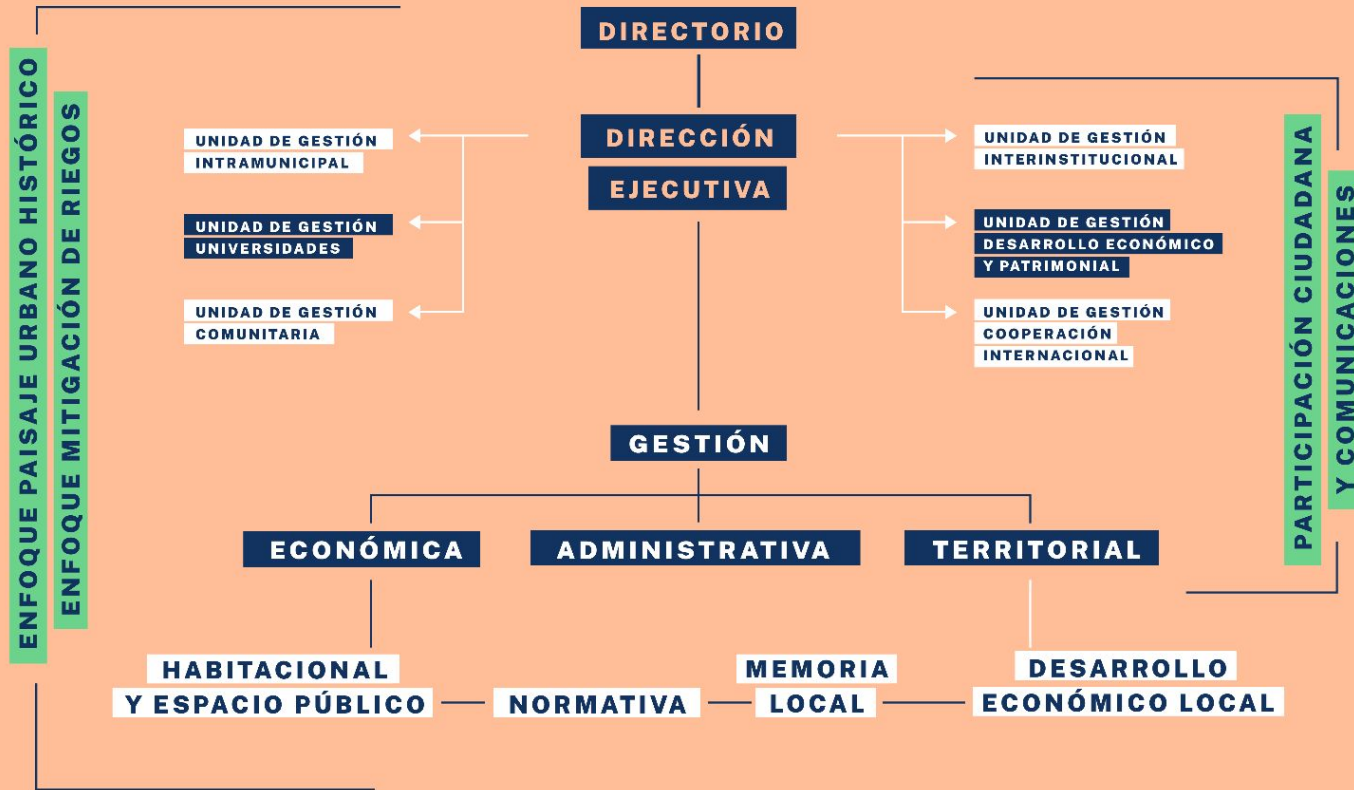 ENFOQUE PAISAJE URBANO HISTÓRICO
ENFOQUE MITIGACIÓN DE RIEGOS
DIRECTORIO
DIRECCIÓN
EJECUTIVA
UNIDAD DE GESTIÓN
INTRAMUNICIPAL
UNIDAD DE GESTIÓN
UNIVERSIDADES
UNIDAD DE GESTIÓN
COMUNITARIA
UNIDAD DE GESTIÓN
INTERINSTITUCIONAL
UNIDAD DE GESTIÓN
DESARROLLO ECONÓMICO
Y PATRIMONIAL
UNIDAD DE GESTIÓN
COOPERACIÓN
INTERNACIONAL
PARTICIPACIÓN CIUDADANA
Y COMUNICACIONES
GESTIÓN
ECONÓMICA
ADMINISTRATIVA
TERRITORIAL
HABITACIONAL
Y ESPACIO PÚBLICO
NORMATIVA
MEMORIA
LOCAL
DESARROLLO
ECONÓMICO LOCAL